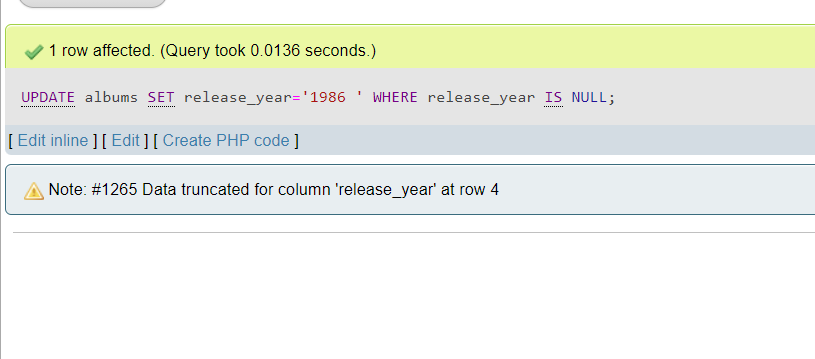 1 row affected. (Query took 0.0136 seconds.)
UPDATE albums SET release_year='1986 ' WHERE release_year IS NULL;
[ Edit inline ] [ Edit ] [ Create PHP code ]
Note: #1265 Data truncated for column 'release_year' at row 4